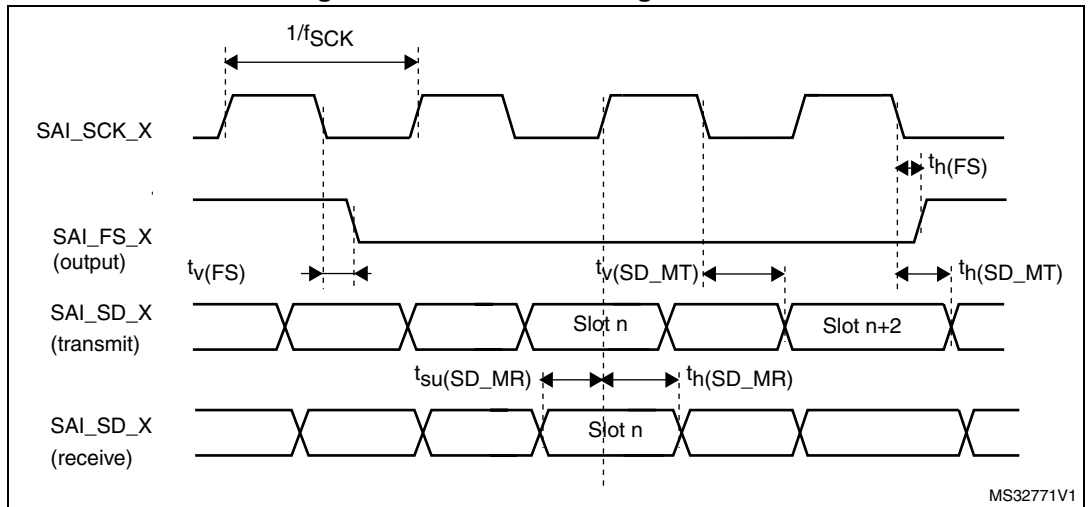 1/fSCK
SAI_SCK_X
th(FS)
SAI_FS_X
(output)
tv(FS)
tv(SD_MT)
th(SD_MT)
SAI_SD_X
(transmit)
Slot n
Slot n+2
tsu(SD_MR)
th(SD_MR)
SAI_SD_X
(receive)
Slot n
MS32771V1